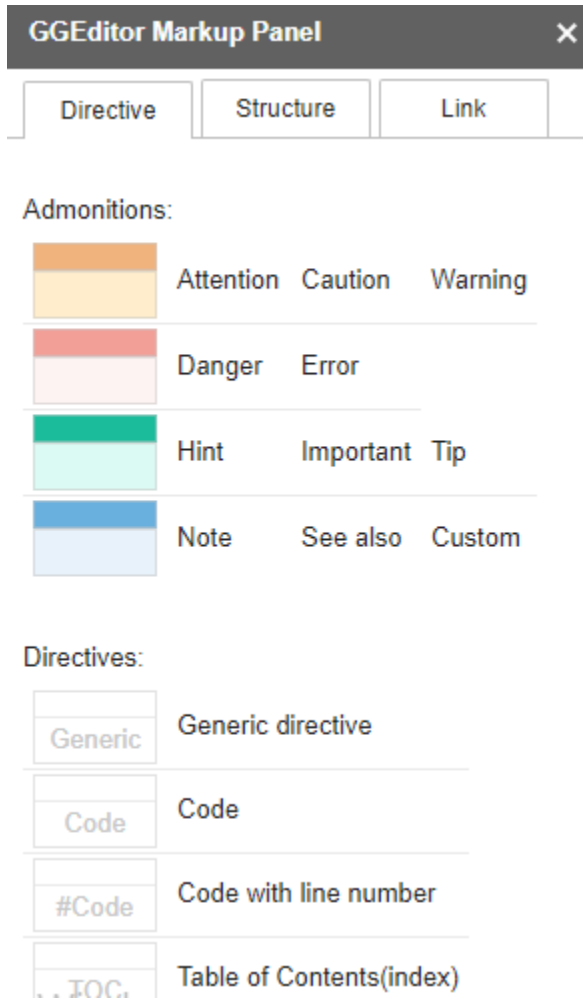 GGEditor Markup Panel ×
Directive Structure Link
Admonitions:
Attention Caution Warning
Danger Error
Hint Important Tip
Note See also Custom
Directives:
Generic Generic directive
Code Code
#Code Code with line number
TOC Table of Contents(index)